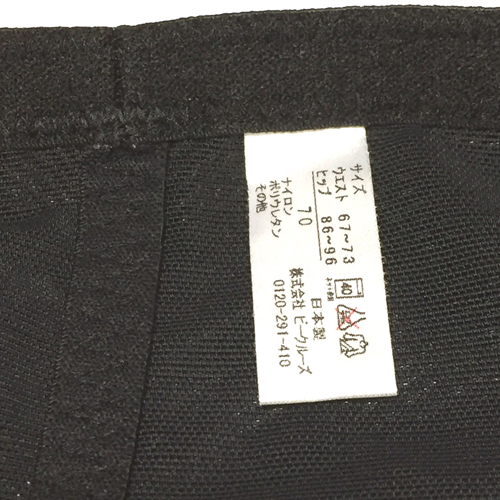 サイズ
ウエスト 67~73
ヒップ 86~96
70
ナイロン
ポリウレタン
その他
40
日本製
株式会社 ピークルーズ
0120-291-410